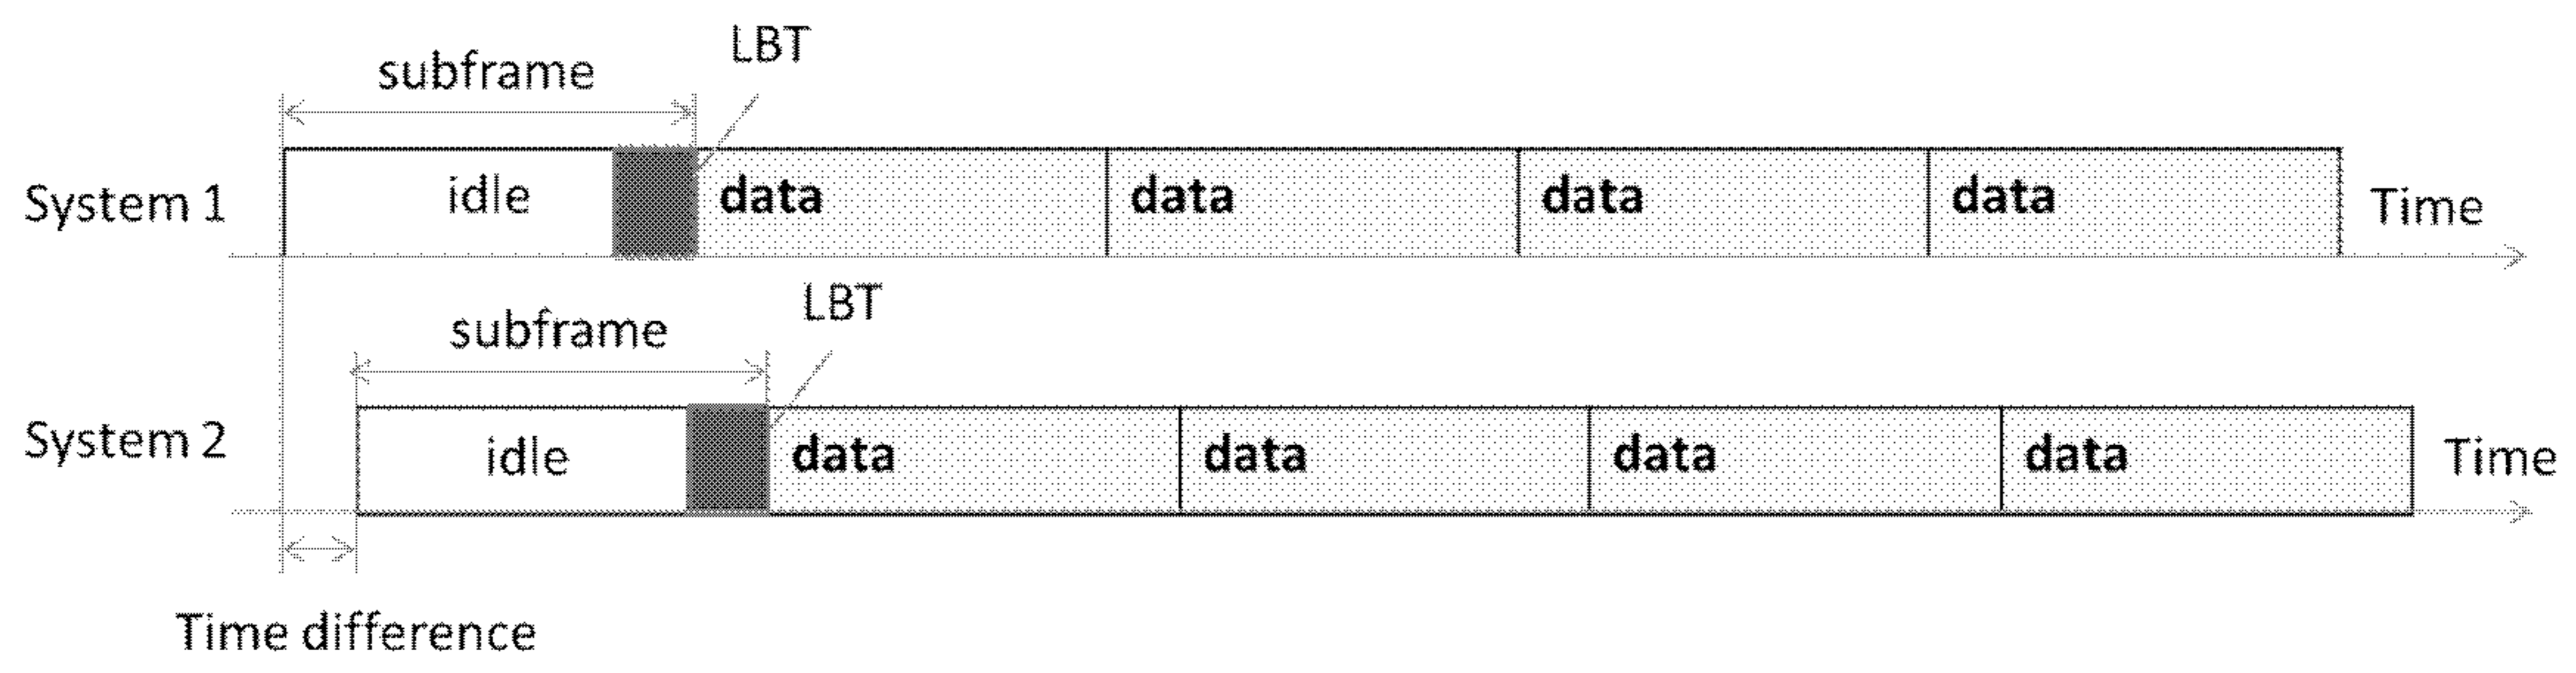 LBT
subframe
System 1
idle
data
data
data
data
Time
LBT
subframe
System 2
idle
data
data
data
data
Time
Time difference